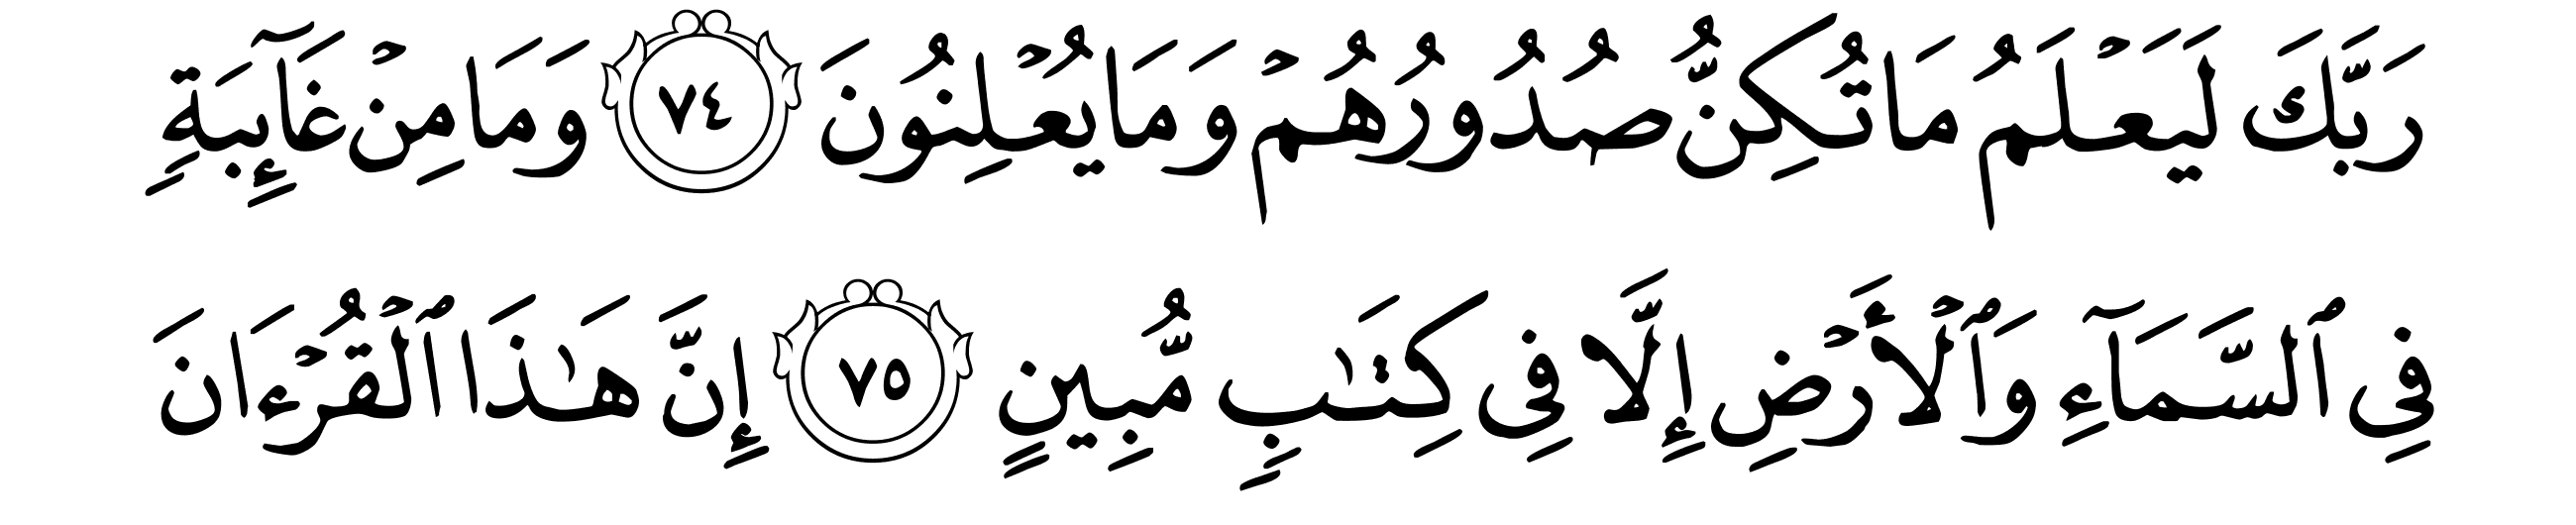 رَبَّكَ لَيَعْلَمُ مَا تُكِنُّ صُدُورُهُمْ وَمَا يُعْلِنُونَ ٧٤ وَمَا مِنْ غَآئِبَةٍ
فِي ٱلسَّمَآءِ وَٱلْأَرْضِ إِلَّا فِي كِتَٰبٍ مُّبِينٍ ٧٥ إِنَّ هَٰذَا ٱلْقُرْءَانَ